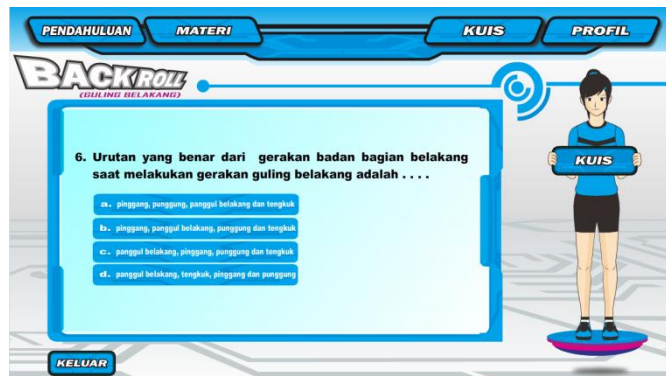 PENDAHULUAN
MATERI
KUIS
PROFIL
BACK ROLL
(GULING BELAKANG)
6. Urutan yang benar dari gerakan badan bagian belakang
saat melakukan gerakan guling belakang adalah . . . .
a. pinggang, punggung, panggul belakang dan tengkuk
b. pinggang, panggul belakang, punggung dan tengkuk
c. panggul belakang, pinggang, punggung dan tengkuk
d. panggul belakang, tengkuk, pinggang dan punggung
KUIS
KELUAR